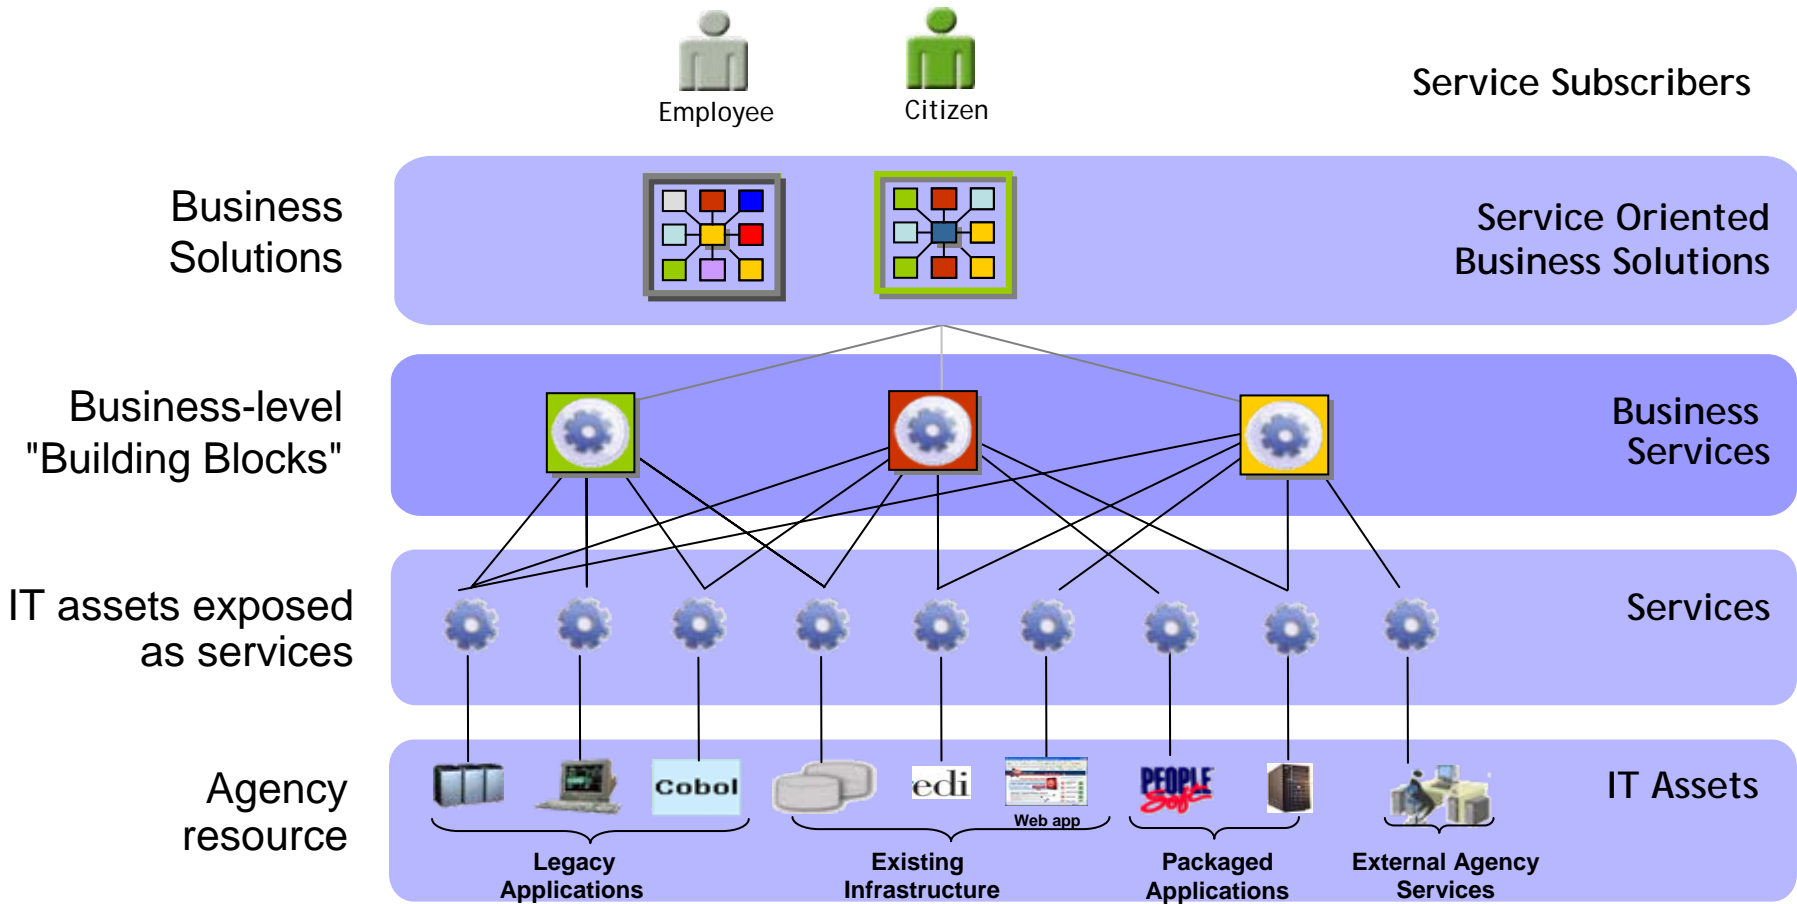 Employee
Citizen
Service Subscribers
Business
Solutions
Service Oriented
Business Solutions
Business-level
"Building Blocks"
Business
Services
IT assets exposed
as services
Services
Agency
resource
Cobol
edi
Web app
PEOPLE
Soft
IT Assets
Legacy
Applications
Existing
Infrastructure
Packaged
Applications
External Agency
Services